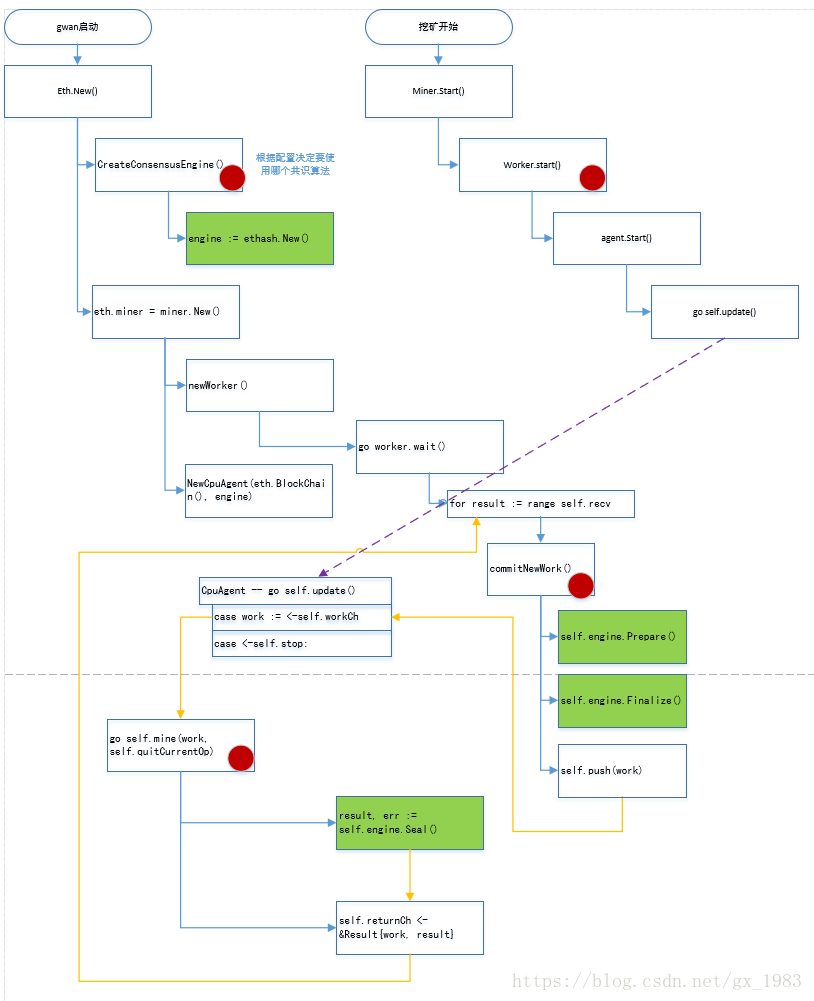 gwan启动
挖矿开始
Eth.New()
Miner.Start()
CreateConsensusEngine()
根据配置决定要使
用哪个共识算法
Worker.start()
engine := ethash.New()
agent.Start()
eth.miner = miner.New()
go self.update()
newWorker()
go worker.wait()
NewCpuAgent(eth.BlockChai
n(), engine)
for result := range self.recv
commitNewWork()
CpuAgent -- go self.update()
case work := <-self.workCh
case <-self.stop:
self.engine.Prepare()
self.engine.Finalize()
go self.mine(work,
self.quitCurrentOp)
self.push(work)
result, err :=
self.engine.Seal()
self.returnCh <-
&Result{work, result}
https://blog.csdn.net/gx_1983